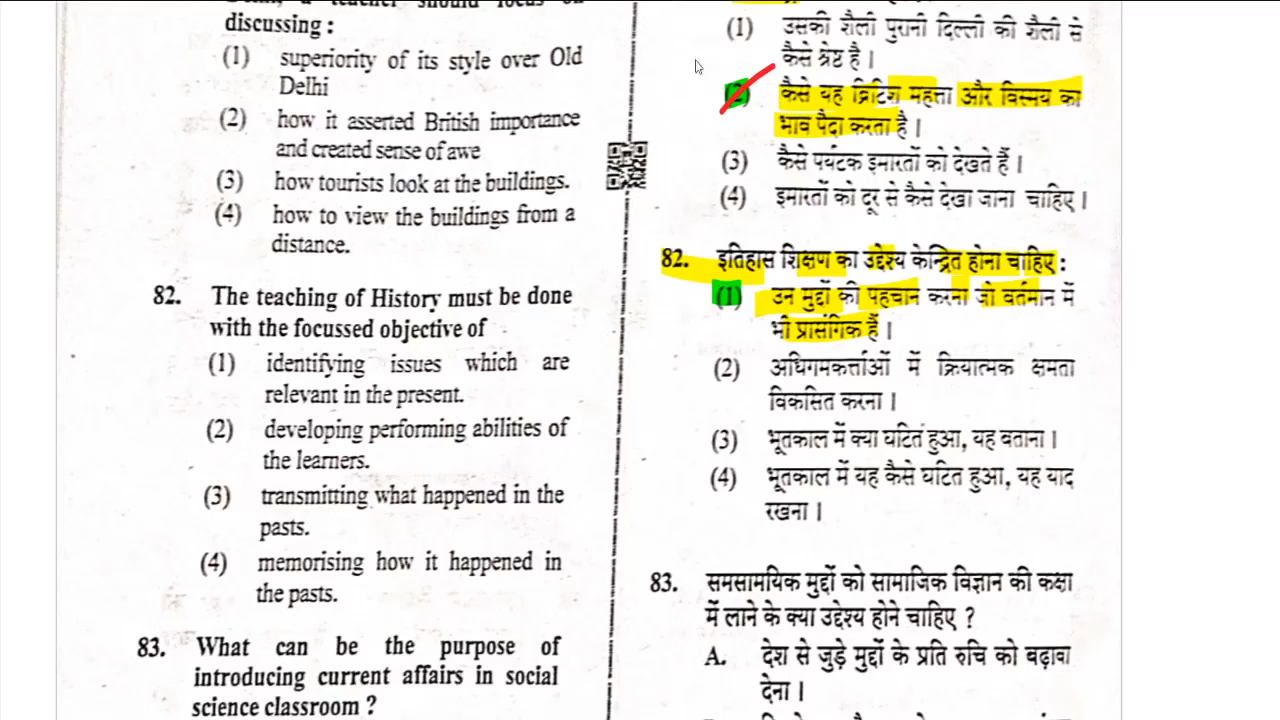 discussing :
(1) superiority of its style over Old
Delhi
(2) how it asserted British importance
and created sense of awe
(3) how tourists look at the buildings.
(4) how to view the buildings from a
distance.
82. The teaching of History must be done
with the focussed objective of
(1) identifying issues which are
relevant in the present.
(2) developing performing abilities of
the learners.
(3) transmitting what happened in the
pasts.
(4) memorising how it happened in
the pasts.
83. What can be the purpose of
introducing current affairs in social
science classroom ?
(1) उसकी शैली पुरानी दिल्ली की शैली से
कैसे श्रेष्ठ है ।
(2) कैसे यह ब्रिटिश महत्ता और विस्मय का
भाव पैदा करता है ।
(3) कैसे पर्यटक इमारतों को देखते हैं ।
(4) इमारतों को दूर से कैसे देखा जाना चाहिए ।
82. इतिहास शिक्षण का उद्देश्य केन्द्रित होना चाहिए :
(1) उन मुद्दों की पहचान करना जो वर्तमान में
भी प्रासंगिक हैं ।
(2) अधिगमकर्त्ताओं में क्रियात्मक क्षमता
विकसित करना ।
(3) भूतकाल में क्या घटित हुआ, यह बताना ।
(4) भूतकाल में यह कैसे घटित हुआ, यह याद
रखना ।
83. समसामयिक मुद्दों को सामाजिक विज्ञान की कक्षा
में लाने के क्या उद्देश्य होने चाहिए ?
A. देश से जुड़े मुद्दों के प्रति रुचि को बढ़ावा
देना ।